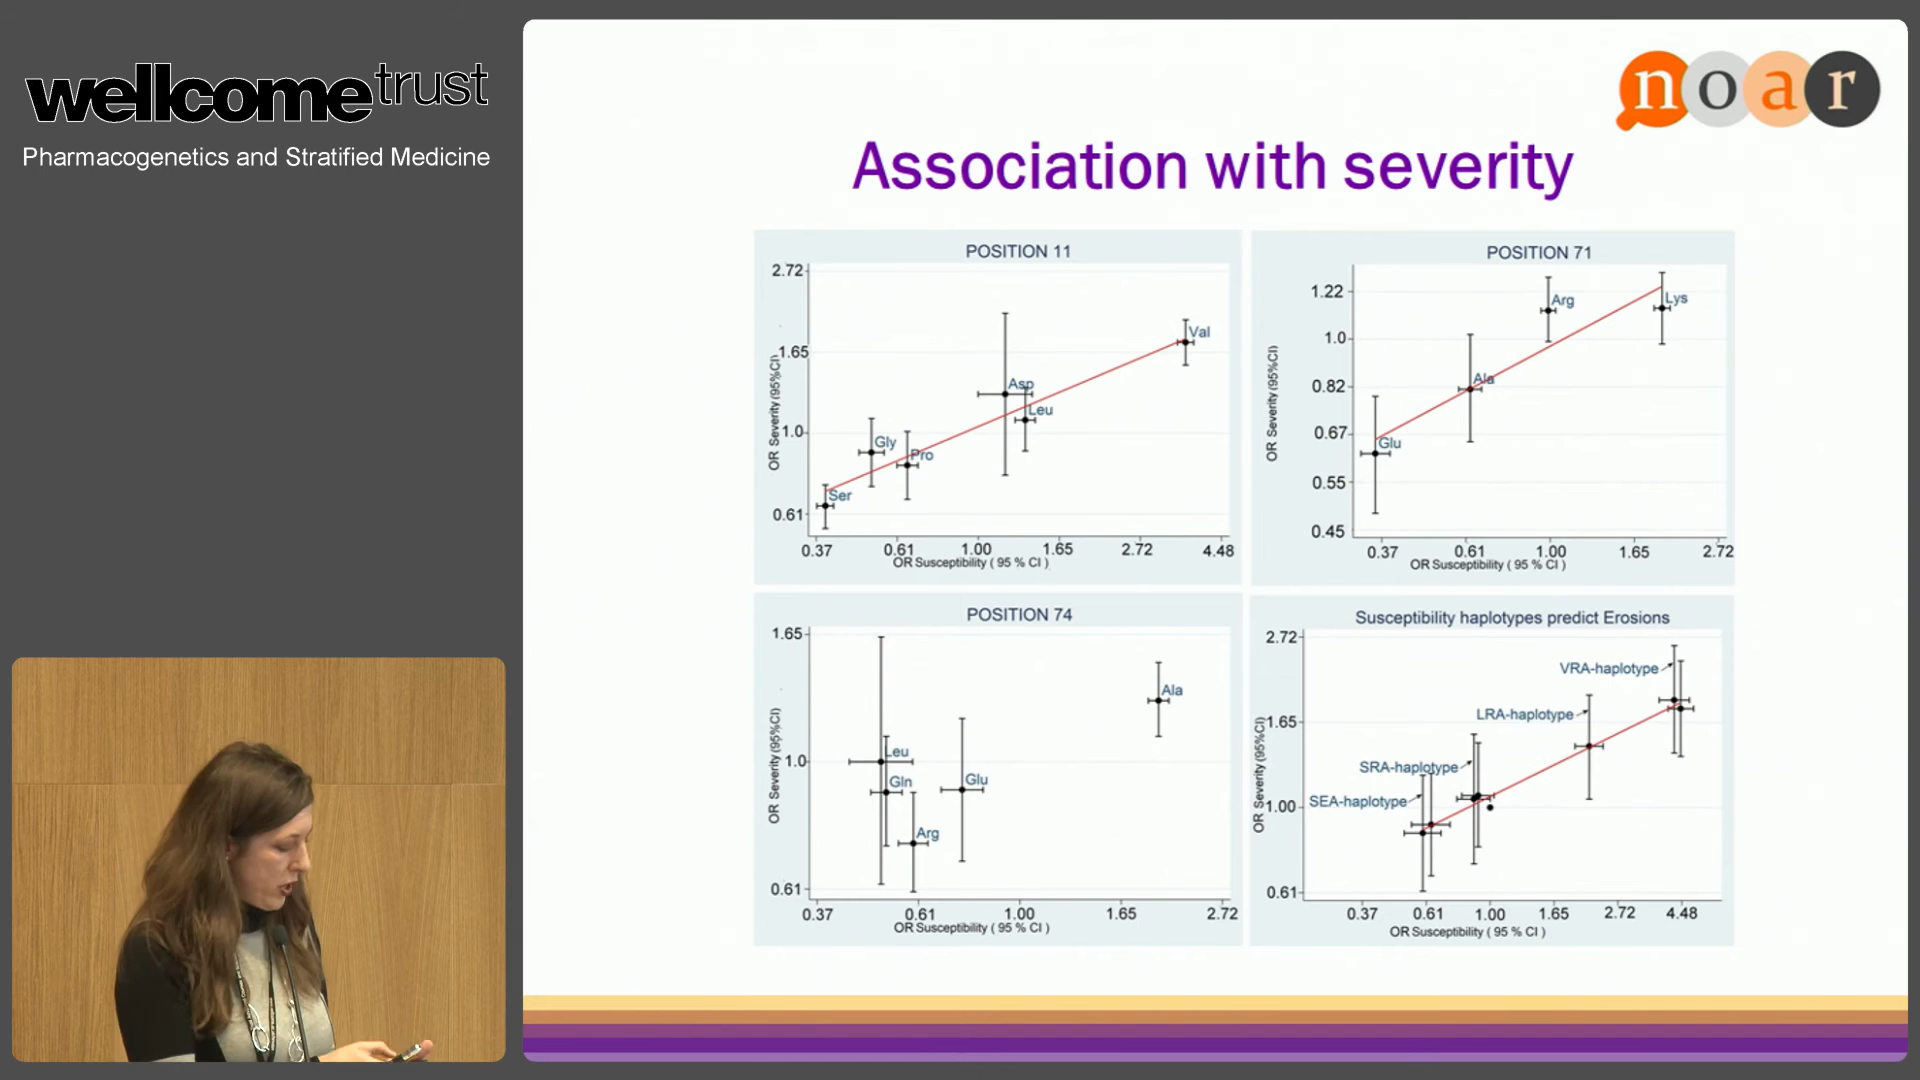 wellcometrust
Pharmacogenetics and Stratified Medicine
noar
Association with severity
POSITION 11
2.72
1.65
1.0
0.61
OR Severity (95%CI)
Val
Asp
Leu
Gly
Pro
Ser
0.37 0.61 1.00 1.65 2.72 4.48
OR Susceptibility ( 95 % CI )
POSITION 71
1.22
1.0
0.82
0.67
0.55
0.45
OR Severity (95%CI)
Arg
Lys
Ala
Glu
0.37 0.61 1.00 1.65 2.72
OR Susceptibility ( 95 % CI )
POSITION 74
1.65
1.0
0.61
OR Severity (95%CI)
Ala
Leu
Gln
Glu
Arg
0.37 0.61 1.00 1.65 2.72
OR Susceptibility ( 95 % CI )
Susceptibility haplotypes predict Erosions
2.72
1.65
1.00
0.61
OR Severity (95%CI)
VRA-haplotype
LRA-haplotype
SRA-haplotype
SEA-haplotype
0.37 0.61 1.00 1.65 2.72 4.48
OR Susceptibility ( 95 % CI )